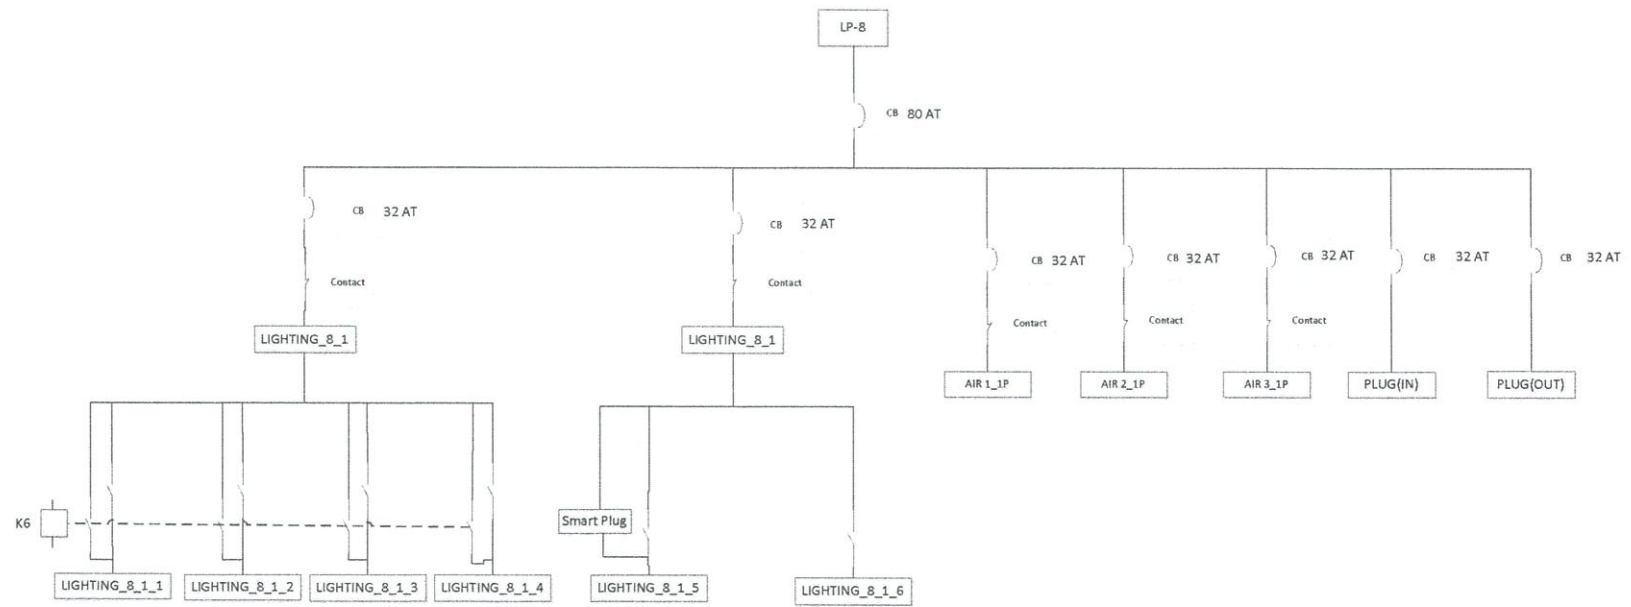 LP-8
CB 80 AT
CB 32 AT
CB 32 AT
CB 32 AT
CB 32 AT
CB 32 AT
CB 32 AT
CB 32 AT
Contact
Contact
Contact
Contact
Contact
LIGHTING_8_1
LIGHTING_8_1
AIR 1_1P
AIR 2_1P
AIR 3_1P
PLUG(IN)
PLUG(OUT)
K6
Smart Plug
LIGHTING_8_1_1
LIGHTING_8_1_2
LIGHTING_8_1_3
LIGHTING_8_1_4
LIGHTING_8_1_5
LIGHTING_8_1_6